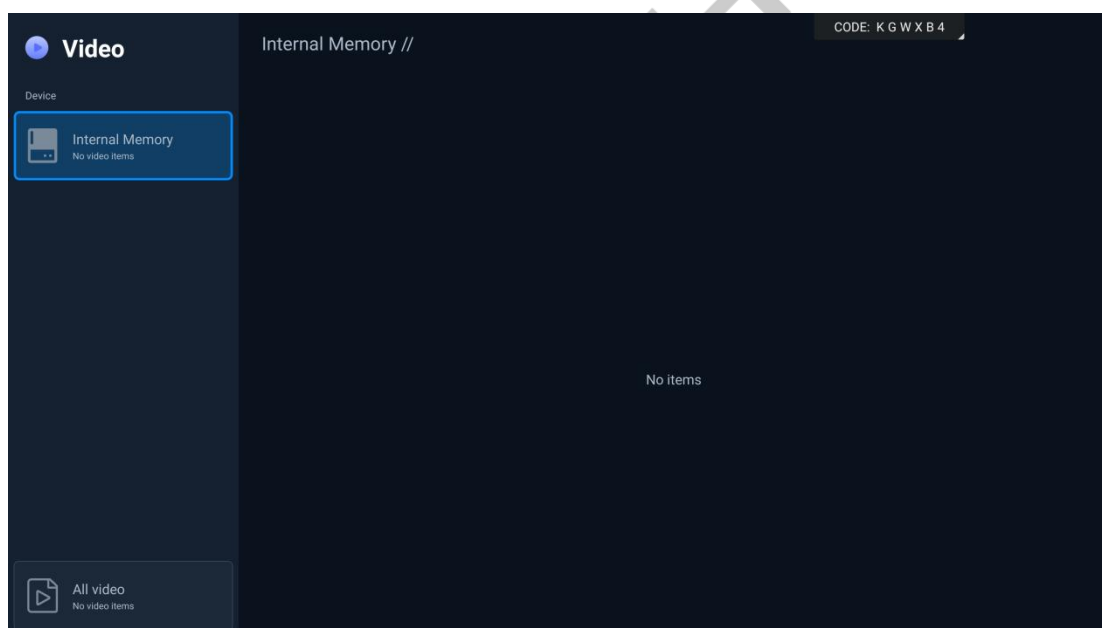 Video
Device
Internal Memory
No video items
All video
No video items
Internal Memory //
CODE: K G W X B 4
No items